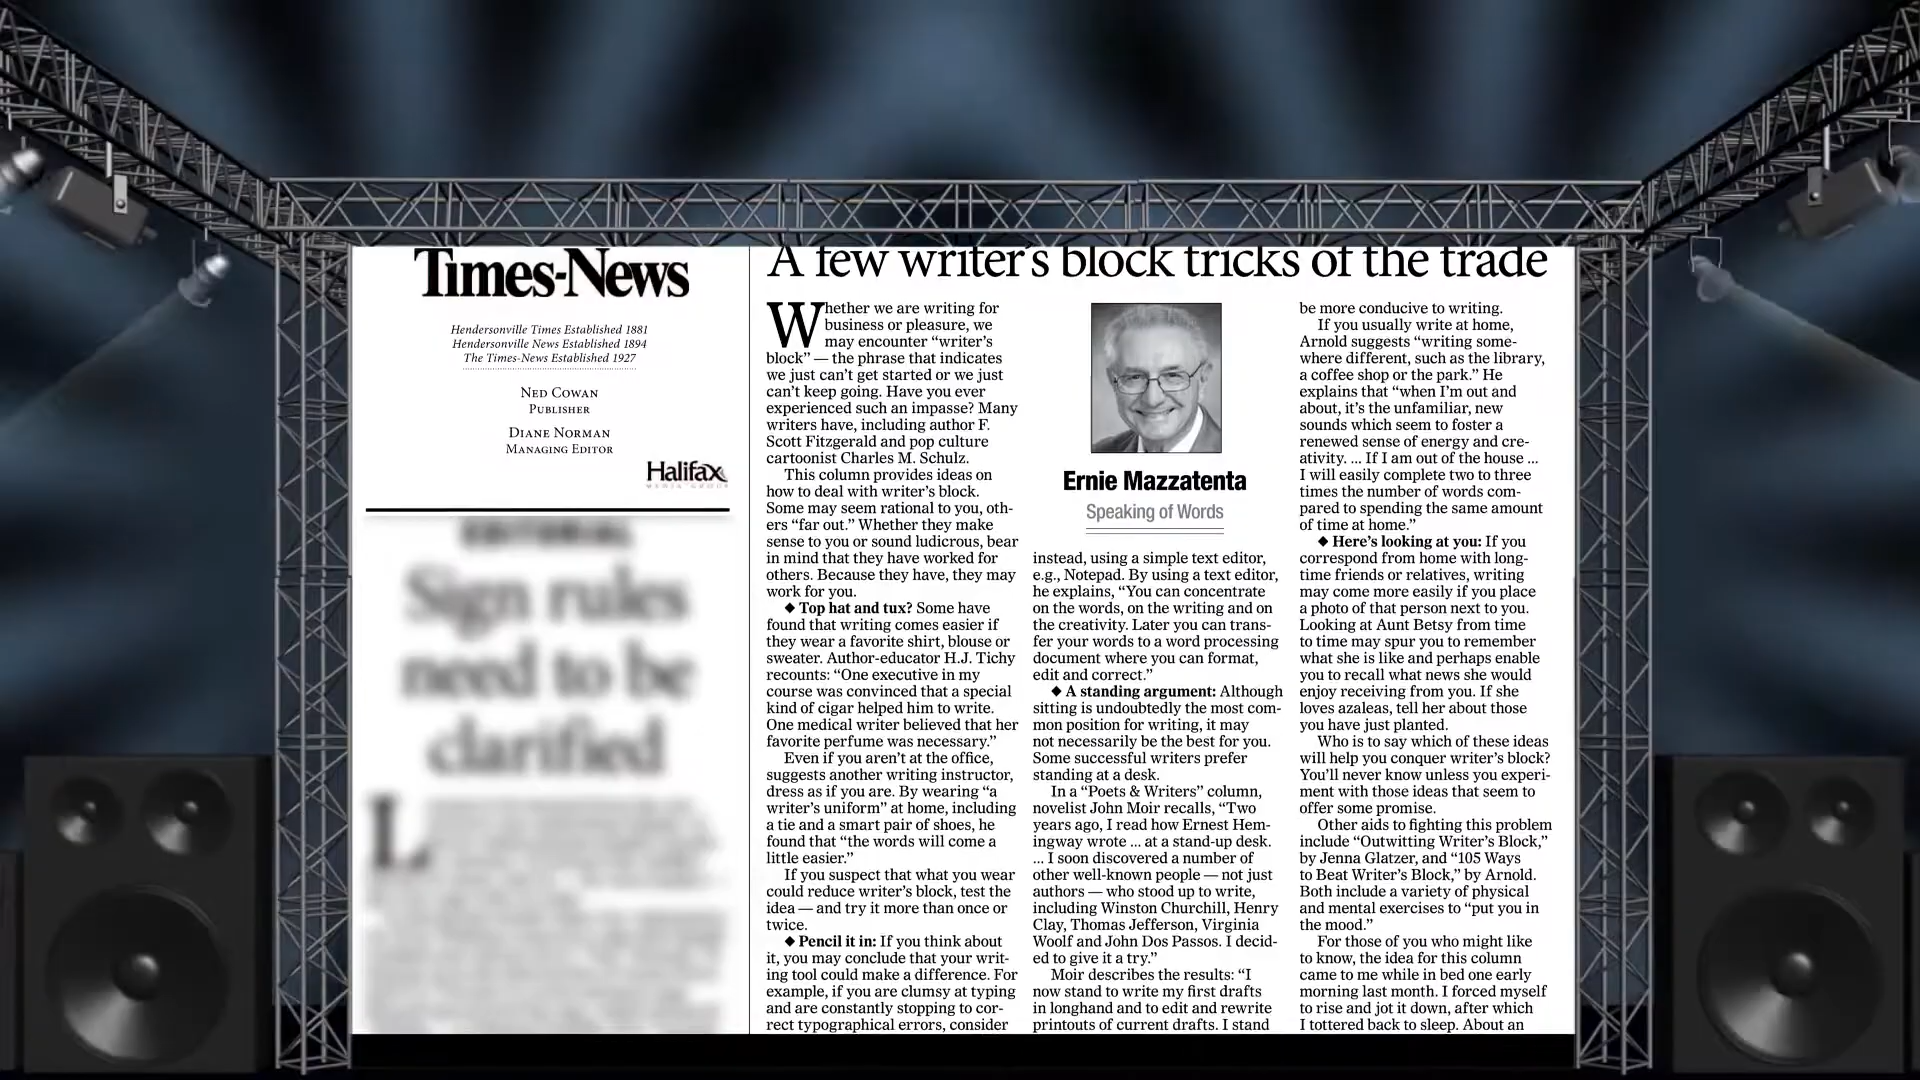 Times-News
Hendersonville Times Established 1881
Hendersonville News Established 1894
The Times-News Established 1927
Ned Cowan
Publisher
Diane Norman
Managing Editor
Halifax
MEDIA GROUP
EDITORIAL
Sign rules
need to be
clarified
A few writer's block tricks of the trade
Whether we are writing for
business or pleasure, we
may encounter “writer's
block” — the phrase that indicates
we just can't get started or we just
can't keep going. Have you ever
experienced such an impasse? Many
writers have, including author F.
Scott Fitzgerald and pop culture
cartoonist Charles M. Schulz.
This column provides ideas on
how to deal with writer's block.
Some may seem rational to you, oth-
ers “far out.” Whether they make
sense to you or sound ludicrous, bear
in mind that they have worked for
others. Because they have, they may
work for you.
◆ Top hat and tux? Some have
found that writing comes easier if
they wear a favorite shirt, blouse or
sweater. Author-educator H.J. Tichy
recounts: “One executive in my
course was convinced that a special
kind of cigar helped him to write.
One medical writer believed that her
favorite perfume was necessary.”
Even if you aren't at the office,
suggests another writing instructor,
dress as if you are. By wearing “a
writer's uniform” at home, including
a tie and a smart pair of shoes, he
found that “the words will come a
little easier.”
If you suspect that what you wear
could reduce writer's block, test the
idea — and try it more than once or
twice.
◆ Pencil it in: If you think about
it, you may conclude that your writ-
ing tool could make a difference. For
example, if you are clumsy at typing
and are constantly stopping to cor-
rect typographical errors, consider
Ernie Mazzatenta
Speaking of Words
instead, using a simple text editor,
e.g., Notepad. By using a text editor,
he explains, “You can concentrate
on the words, on the writing and on
the creativity. Later you can trans-
fer your words to a word processing
document where you can format,
edit and correct.”
◆ A standing argument: Although
sitting is undoubtedly the most com-
mon position for writing, it may
not necessarily be the best for you.
Some successful writers prefer
standing at a desk.
In a “Poets & Writers” column,
novelist John Moir recalls, “Two
years ago, I read how Ernest Hem-
ingway wrote ... at a stand-up desk.
... I soon discovered a number of
other well-known people — not just
authors — who stood up to write,
including Winston Churchill, Henry
Clay, Thomas Jefferson, Virginia
Woolf and John Dos Passos. I decid-
ed to give it a try.”
Moir describes the results: “I
now stand to write my first drafts
in longhand and to edit and rewrite
printouts of current drafts. I stand
be more conducive to writing.
If you usually write at home,
Arnold suggests “writing some-
where different, such as the library,
a coffee shop or the park.” He
explains that “when I'm out and
about, it's the unfamiliar, new
sounds which seem to foster a
renewed sense of energy and cre-
ativity. ... If I am out of the house ...
I will easily complete two to three
times the number of words com-
pared to spending the same amount
of time at home.”
◆ Here's looking at you: If you
correspond from home with long-
time friends or relatives, writing
may come more easily if you place
a photo of that person next to you.
Looking at Aunt Betsy from time
to time may spur you to remember
what she is like and perhaps enable
you to recall what news she would
enjoy receiving from you. If she
loves azaleas, tell her about those
you have just planted.
Who is to say which of these ideas
will help you conquer writer's block?
You'll never know unless you experi-
ment with those ideas that seem to
offer some promise.
Other aids to fighting this problem
include “Outwitting Writer's Block,”
by Jenna Glatzer, and “105 Ways
to Beat Writer's Block,” by Arnold.
Both include a variety of physical
and mental exercises to “put you in
the mood.”
For those of you who might like
to know, the idea for this column
came to me while in bed one early
morning last month. I forced myself
to rise and jot it down, after which
I tottered back to sleep. About an